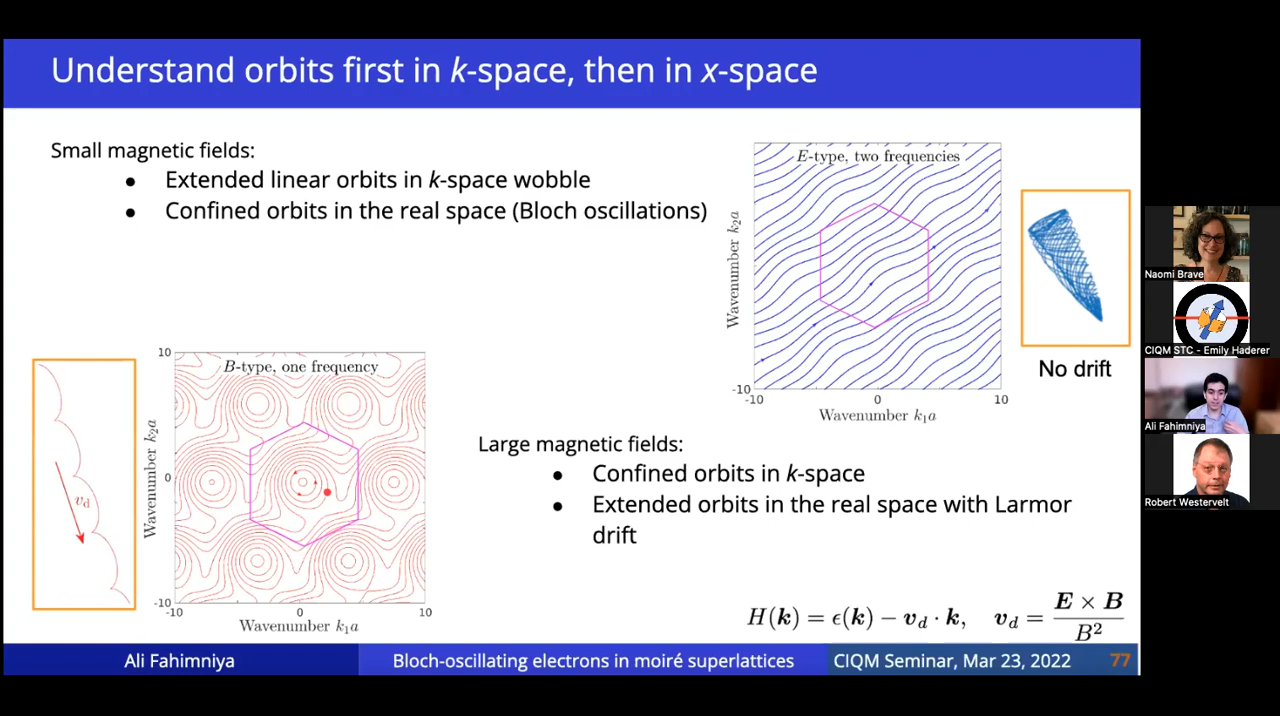 Understand orbits first in k-space, then in x-space
Small magnetic fields:
● Extended linear orbits in k-space wobble
● Confined orbits in the real space (Bloch oscillations)
E-type, two frequencies
Wavenumber k₂a
-10
-10 0 10
Wavenumber k₁a
No drift
v_d
B-type, one frequency
Wavenumber k₂a
10
0
-10
-10 0 10
Wavenumber k₁a
Large magnetic fields:
● Confined orbits in k-space
● Extended orbits in the real space with Larmor
drift
H(k) = ϵ(k) − v_d · k, v_d = E × B / B²
Ali Fahimniya
Bloch-oscillating electrons in moiré superlattices
CIQM Seminar, Mar 23, 2022
77
Naomi Brave
CIQM STC - Emily Haderer
Ali Fahimniya
Robert Westervelt